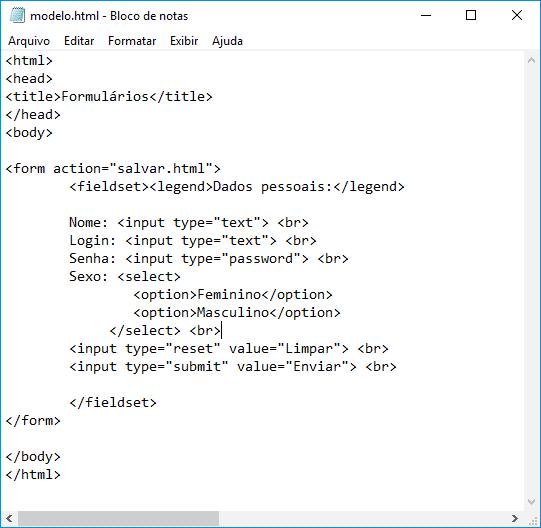 modelo.html - Bloco de notas
Arquivo Editar Formatar Exibir Ajuda
<html>
<head>
<title>Formulários</title>
</head>
<body>
<form action="salvar.html">
<fieldset><legend>Dados pessoais:</legend>
Nome: <input type="text"> <br>
Login: <input type="text"> <br>
Senha: <input type="password"> <br>
Sexo: <select>
<option>Feminino</option>
<option>Masculino</option>
</select> <br>
<input type="reset" value="Limpar"> <br>
<input type="submit" value="Enviar"> <br>
</fieldset>
</form>
</body>
</html>